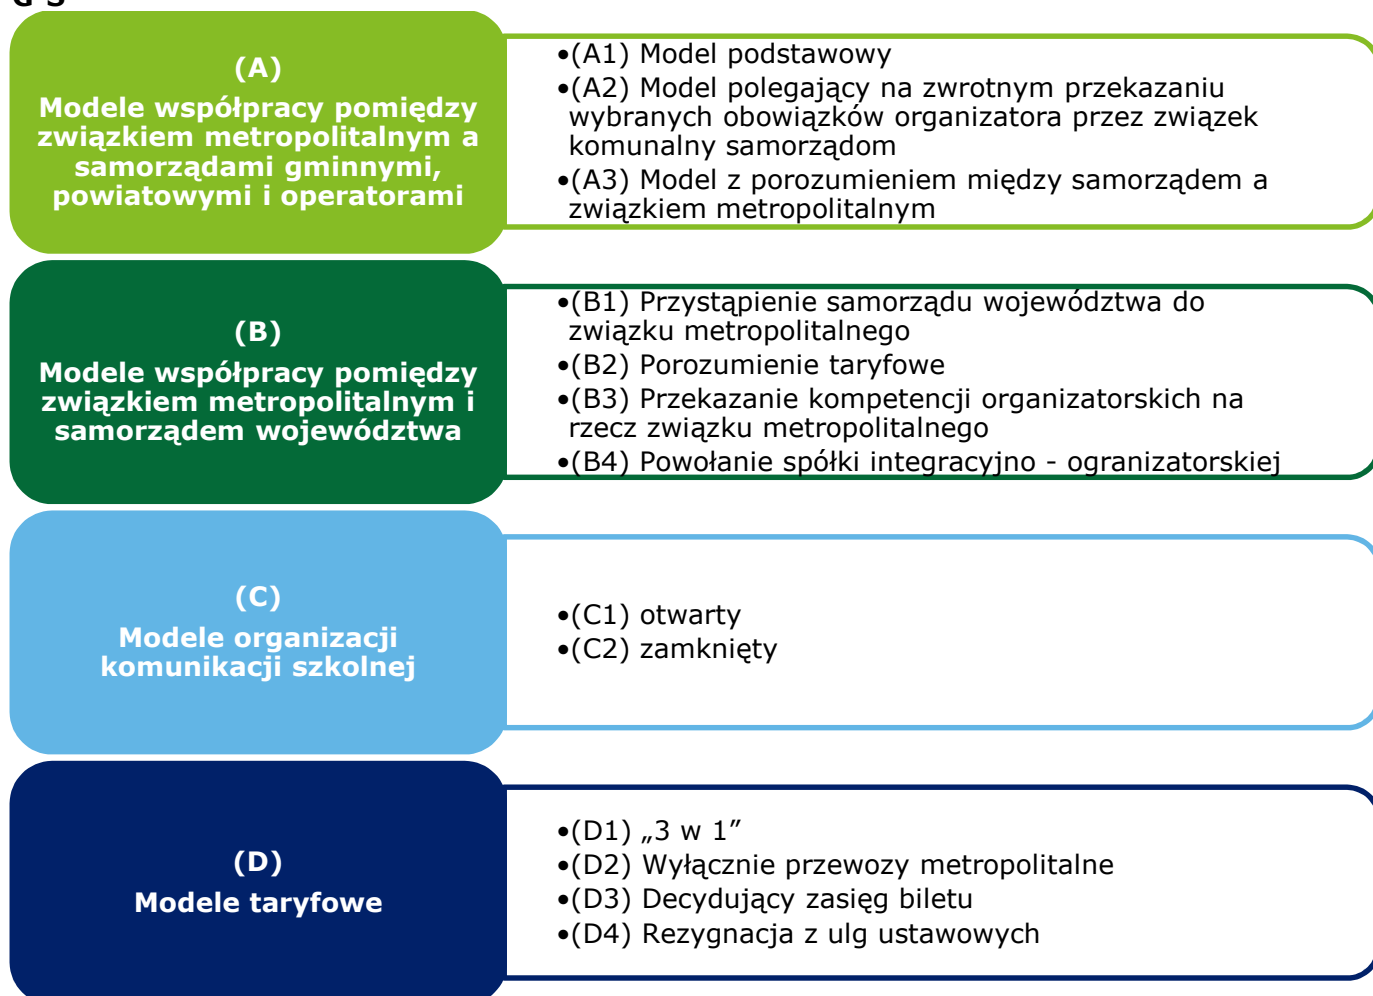 (A)
Modele współpracy pomiędzy
związkiem metropolitalnym a
samorządami gminnymi,
powiatowymi i operatorami
•(A1) Model podstawowy
•(A2) Model polegający na zwrotnym przekazaniu
wybranych obowiązków organizatora przez związek
komunalny samorządom
•(A3) Model z porozumieniem między samorządem a
związkiem metropolitalnym
(B)
Modele współpracy pomiędzy
związkiem metropolitalnym i
samorządem województwa
•(B1) Przystąpienie samorządu województwa do
związku metropolitalnego
•(B2) Porozumienie taryfowe
•(B3) Przekazanie kompetencji organizatorskich na
rzecz związku metropolitalnego
•(B4) Powołanie spółki integracyjno - ogranizatorskiej
(C)
Modele organizacji
komunikacji szkolnej
•(C1) otwarty
•(C2) zamknięty
(D)
Modele taryfowe
•(D1) „3 w 1”
•(D2) Wyłącznie przewozy metropolitalne
•(D3) Decydujący zasięg biletu
•(D4) Rezygnacja z ulg ustawowych